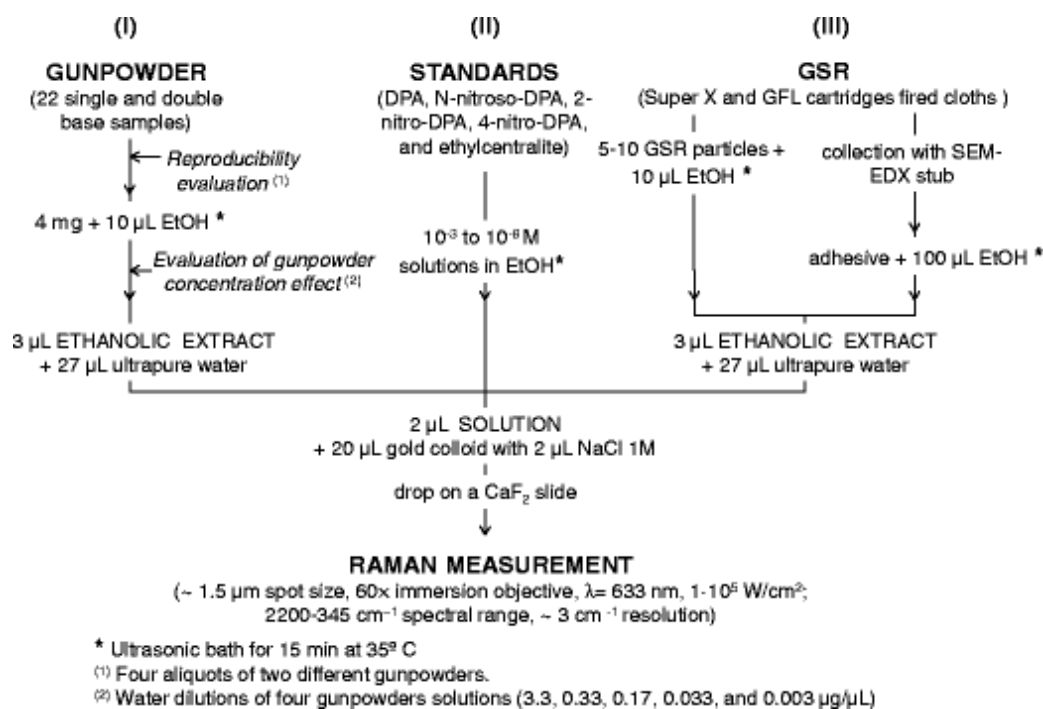 (I)
GUNPOWDER
(22 single and double
base samples)
Reproducibility
evaluation (1)
4 mg + 10 µL EtOH *
Evaluation of gunpowder
concentration effect (2)
3 µL ETHANOLIC EXTRACT
+ 27 µL ultrapure water
(II)
STANDARDS
(DPA, N-nitroso-DPA, 2-
nitro-DPA, 4-nitro-DPA,
and ethylcentralite)
10⁻³ to 10⁻⁸ M
solutions in EtOH*
(III)
GSR
(Super X and GFL cartridges fired cloths )
5-10 GSR particles +
10 µL EtOH *
collection with SEM-
EDX stub
adhesive + 100 µL EtOH *
3 µL ETHANOLIC EXTRACT
+ 27 µL ultrapure water
2 µL SOLUTION
+ 20 µL gold colloid with 2 µL NaCl 1M
drop on a CaF₂ slide
RAMAN MEASUREMENT
(~ 1.5 µm spot size, 60× immersion objective, λ= 633 nm, 1·10⁵ W/cm²;
2200-345 cm⁻¹ spectral range, ~ 3 cm ⁻¹ resolution)
* Ultrasonic bath for 15 min at 35º C
(1) Four aliquots of two different gunpowders.
(2) Water dilutions of four gunpowders solutions (3.3, 0.33, 0.17, 0.033, and 0.003 µg/µL)